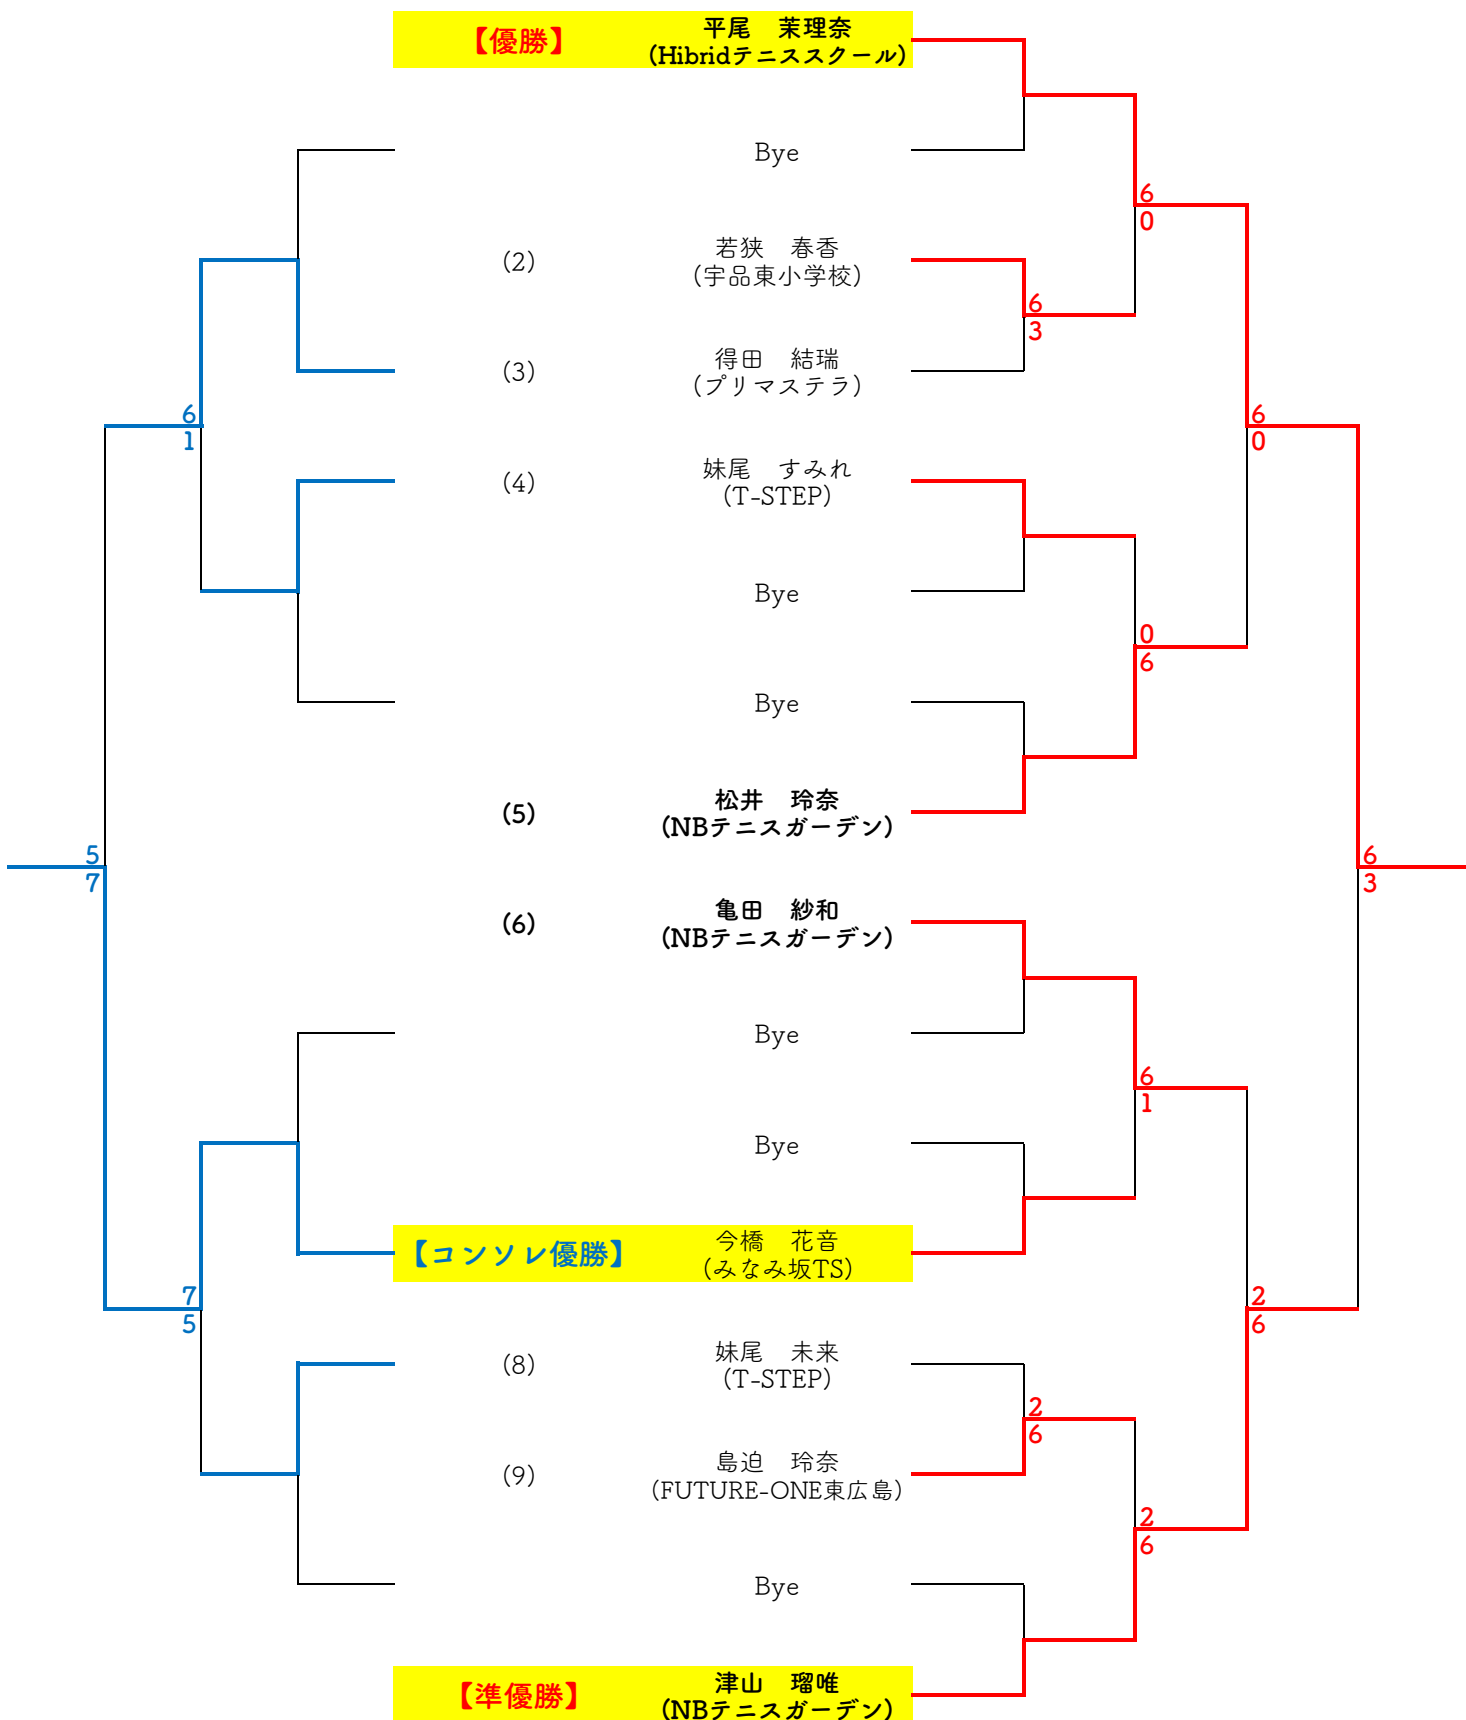 【優勝】
平尾　茉理奈
(Hibridテニススクール)
Bye
6
0
(2)
若狭　春香
(宇品東小学校)
6
3
(3)
得田　結瑞
(プリマステラ)
6
1
6
0
(4)
妹尾　すみれ
(T-STEP)
Bye
0
6
Bye
(5)
松井　玲奈
(NBテニスガーデン)
5
7
6
3
(6)
亀田　紗和
(NBテニスガーデン)
Bye
6
1
Bye
【コンソレ優勝】
今橋　花音
(みなみ坂TS)
7
5
2
6
(8)
妹尾　未来
(T-STEP)
2
6
(9)
島迫　玲奈
(FUTURE-ONE東広島)
2
6
Bye
【準優勝】
津山　瑠唯
(NBテニスガーデン)